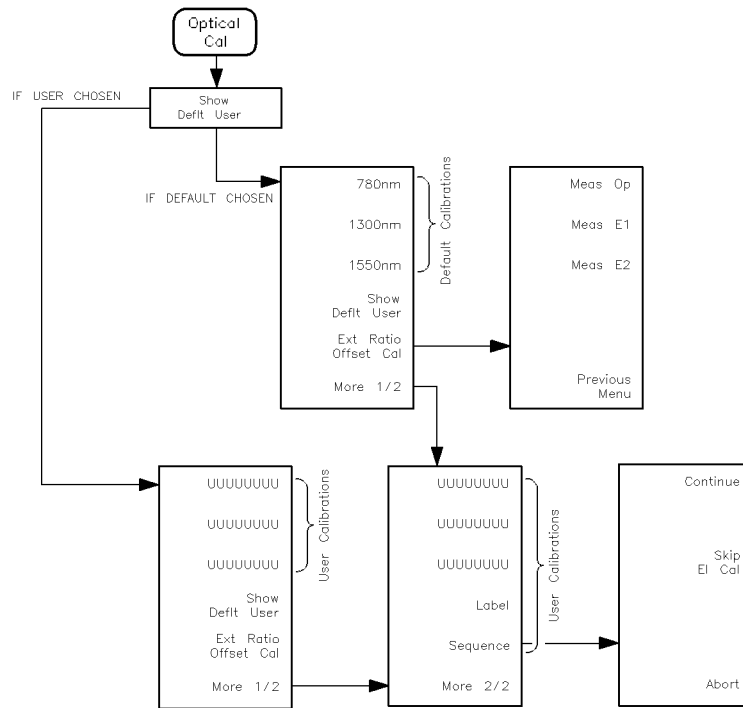 Optical
Cal
IF USER CHOSEN
Show
Deflt User
IF DEFAULT CHOSEN
780nm
1300nm
1550nm
Default Calibrations
Show
Deflt User
Ext Ratio
Offset Cal
More 1/2
Meas Op
Meas E1
Meas E2
Previous
Menu
UUUUUUUU
UUUUUUUU
UUUUUUUU
User Calibrations
Show
Deflt User
Ext Ratio
Offset Cal
More 1/2
UUUUUUUU
UUUUUUUU
UUUUUUUU
Label
Sequence
User Calibrations
More 2/2
Continue
Skip
El Cal
Abort